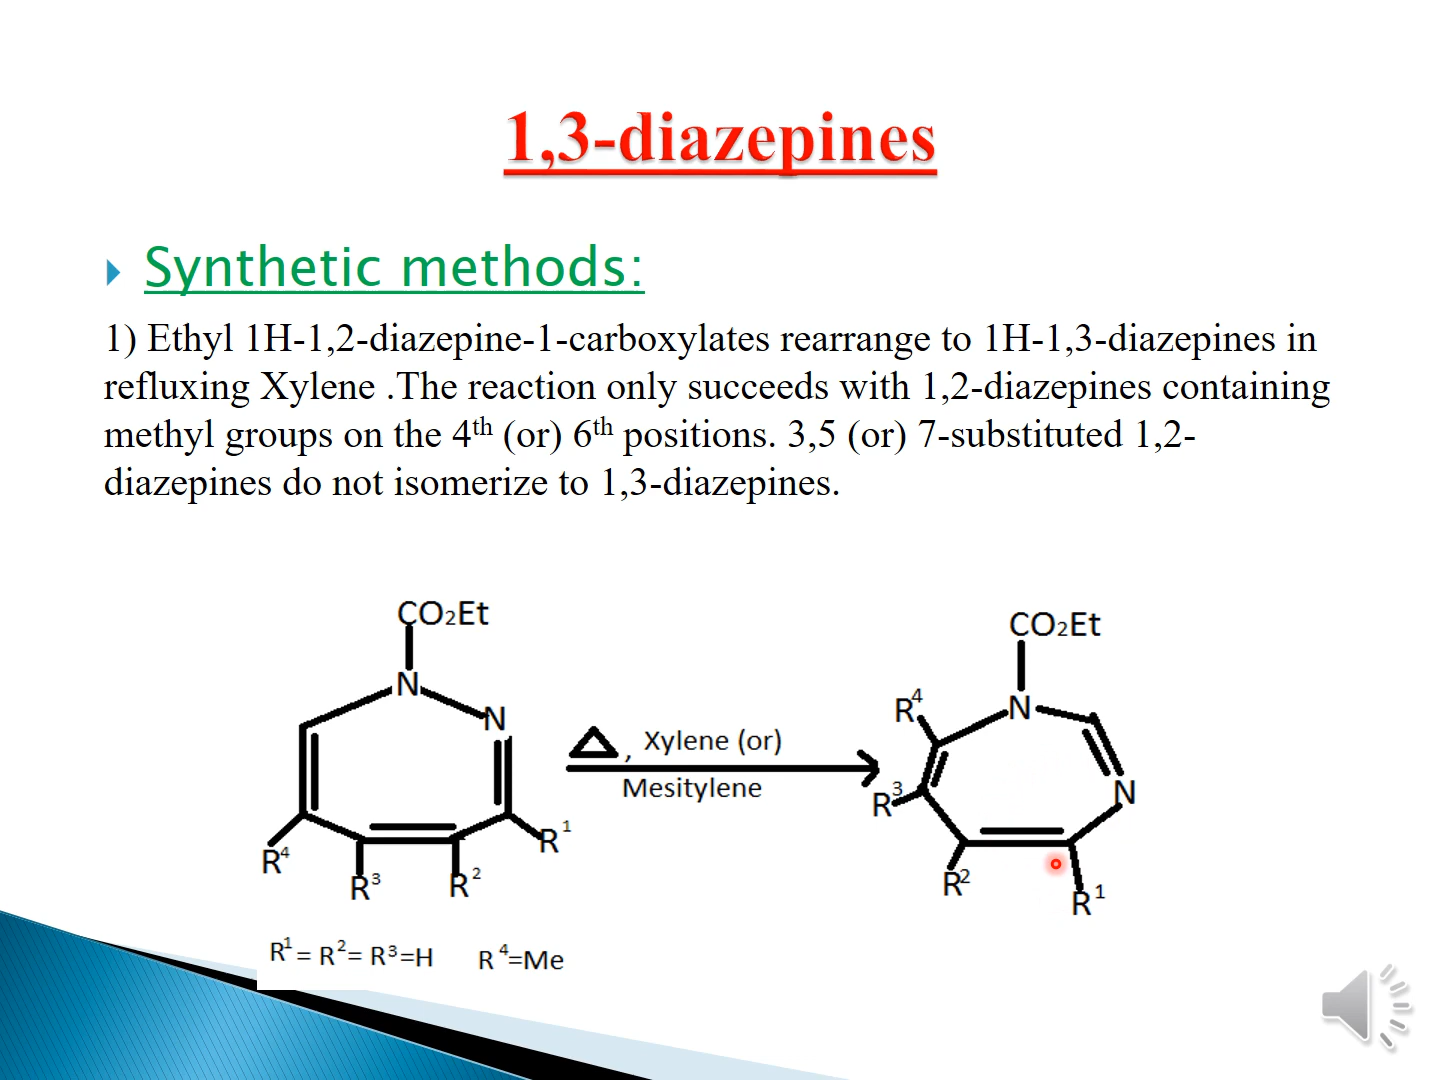 1,3-diazepines
Synthetic methods:
1) Ethyl 1H-1,2-diazepine-1-carboxylates rearrange to 1H-1,3-diazepines in
refluxing Xylene .The reaction only succeeds with 1,2-diazepines containing
methyl groups on the 4th (or) 6th positions. 3,5 (or) 7-substituted 1,2-
diazepines do not isomerize to 1,3-diazepines.
CO2Et
N
N
R1
R2
R3
R4
R1 = R2= R3=H R4=Me
, Xylene (or)
Mesitylene
CO2Et
N
N
R4
R3
R2
R1